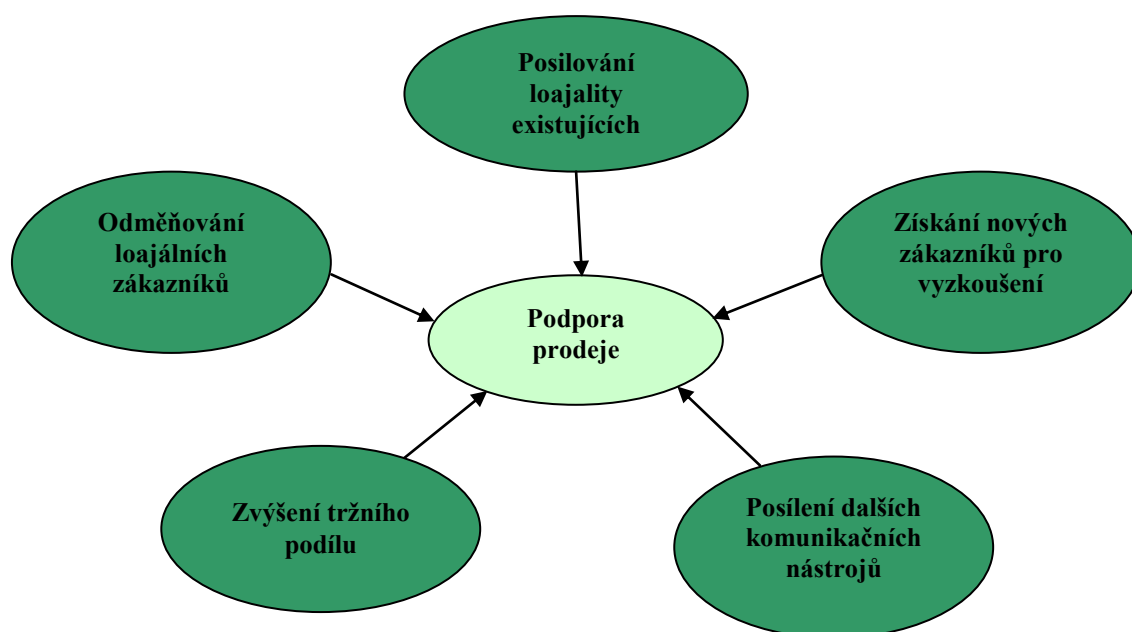 Posilování
loajality
existujících
Odměňování
loajálních
zákazníků
Získání nových
zákazníků pro
vyzkoušení
Podpora
prodeje
Zvýšení tržního
podílu
Posílení dalších
komunikačních
nástrojů